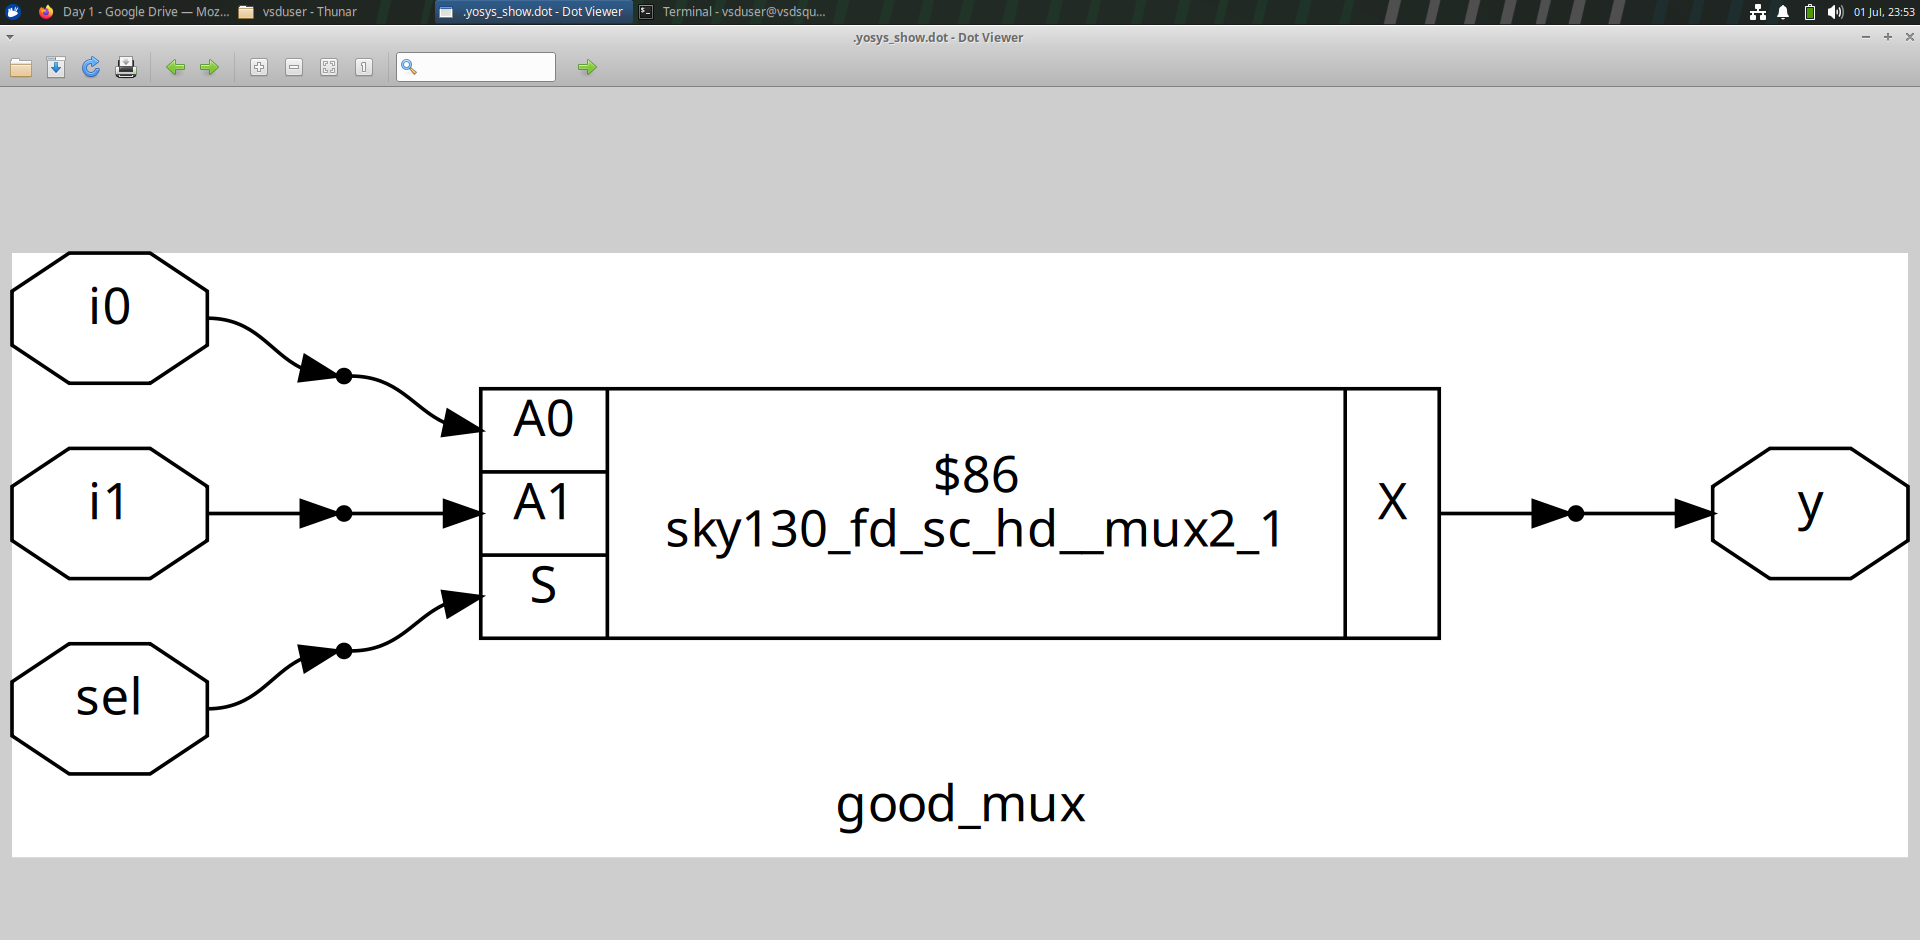 Day 1 - Google Drive — Moz...
vsduser - Thunar
.yosys_show.dot - Dot Viewer
Terminal - vsduser@vsdsqu...
01 Jul, 23:53
.yosys_show.dot - Dot Viewer
i0
i1
sel
A0
A1
S
$86
sky130_fd_sc_hd__mux2_1
X
y
good_mux